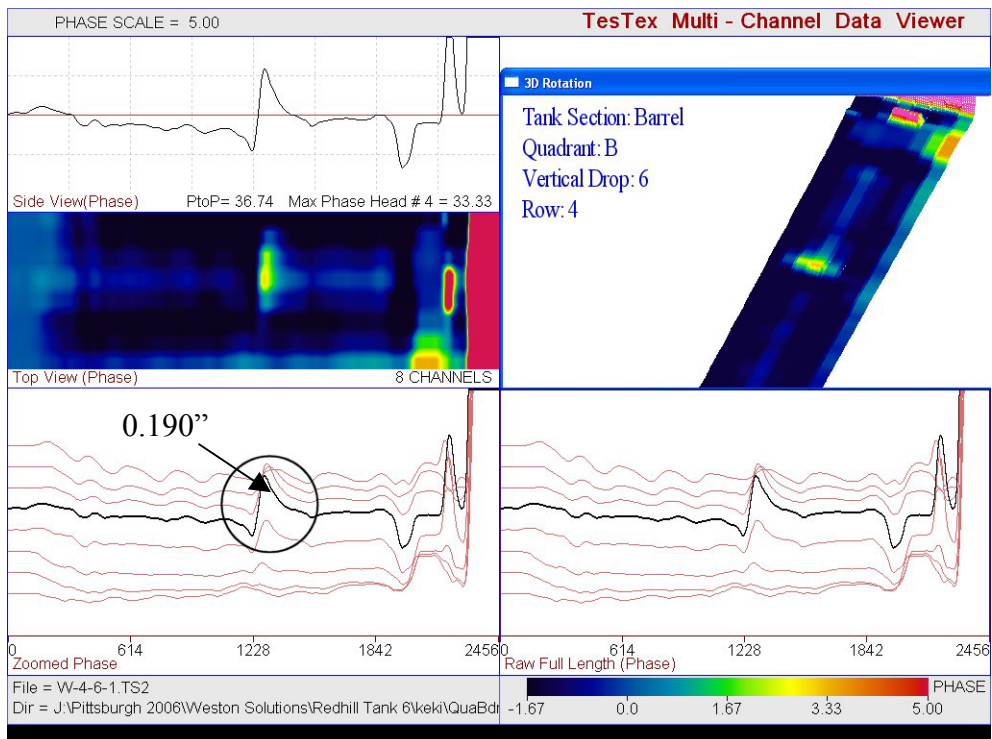 PHASE SCALE = 5.00
TesTex Multi - Channel Data Viewer
Side View(Phase) PtoP= 36.74 Max Phase Head # 4 = 33.33
3D Rotation
Tank Section: Barrel
Quadrant: B
Vertical Drop: 6
Row: 4
Top View (Phase) 8 CHANNELS
0.190”
0 614 1228 1842 2456
Zoomed Phase
0 614 1228 1842 2456
Raw Full Length (Phase)
File = W-4-6-1.TS2
Dir = J:\Pittsburgh 2006\Weston Solutions\Redhill Tank 6\keki\QuaBdr
PHASE
-1.67 0.0 1.67 3.33 5.00